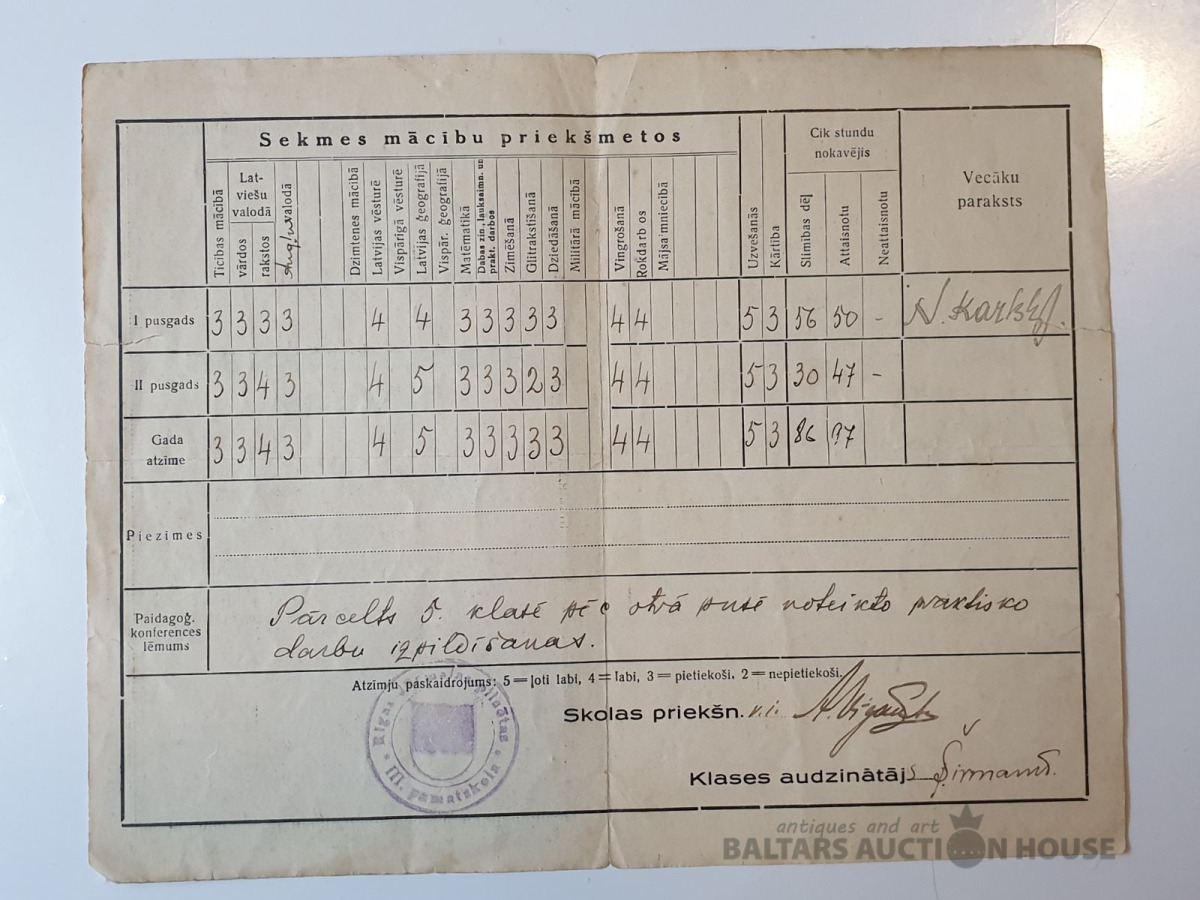 Sekmes mācību priekšmetos
Cik stundu
nokavējis
Vecāku
paraksts
Ticības mācībā
Lat-
viešu
valodā
vārdos
rakstos
Angļu valodā
Dzimtenes mācībā
Latvijas vēsturē
Vispārīgā vēsturē
Latvijas ģeografijā
Vispār. ģeografijā
Matēmatikā
Dabas zin., lauksaimn. un
prakt. darbos
Zīmēšanā
Glītrakstīšanā
Dziedāšanā
Militārā mācībā
Vingrošanā
Rokdarbos
Mājsaimniecībā
Uzvešanās
Kārtība
Slimības dēļ
Attaisnotu
Neattaisnotu
I pusgads 3 3 3 3 4 4 3 3 3 3 3 4 4 5 3 56 50 -
II pusgads 3 3 4 3 4 5 3 3 3 2 3 4 4 5 3 30 47 -
Gada
atzīme 3 3 4 3 4 5 3 3 3 3 3 4 4 5 3 86 97
Piezīmes
Paidagoģ.
konferences
lēmums
Pārcelts 5. klasē pēc otrā pusē noteikto praktisko
darbu izpildīšanas.
Atzīmju paskaidrojums: 5 = ļoti labi, 4 = labi, 3 = pietiekoši, 2 = nepietiekoši.
Skolas priekšn. v. i.
Klases audzinātājs
Rīgas pilsētas
pamatskola
antiques and art
BALTARS AUCTION HOUSE